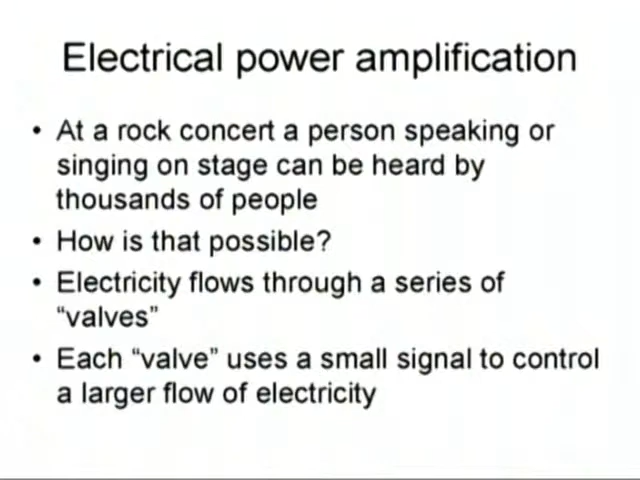 Electrical power amplification
• At a rock concert a person speaking or
singing on stage can be heard by
thousands of people
• How is that possible?
• Electricity flows through a series of
“valves”
• Each “valve” uses a small signal to control
a larger flow of electricity